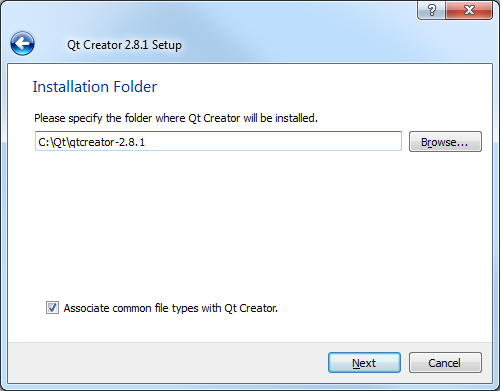 Qt Creator 2.8.1 Setup
Installation Folder
Please specify the folder where Qt Creator will be installed.
C:\Qt\qtcreator-2.8.1
Browse...
Associate common file types with Qt Creator.
Next
Cancel